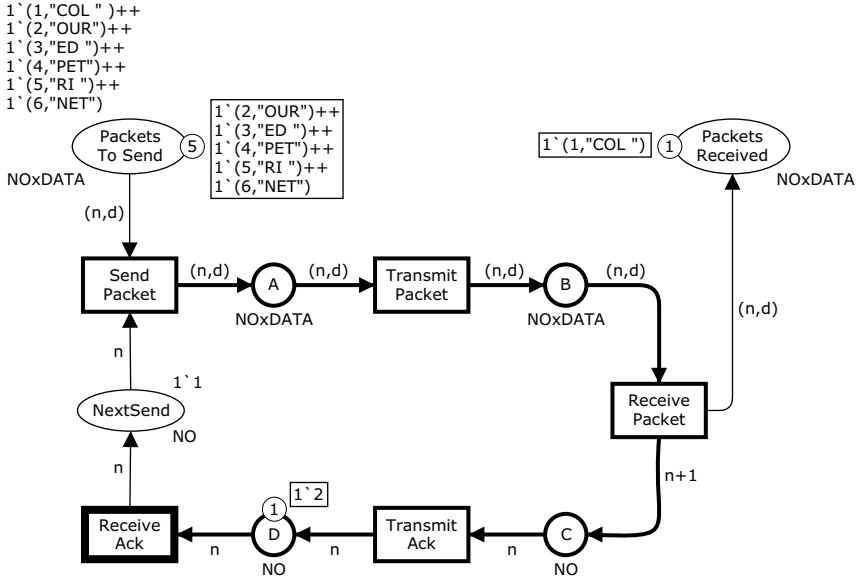 1`(1,"COL ")++
1`(2,"OUR")++
1`(3,"ED ")++
1`(4,"PET")++
1`(5,"RI ")++
1`(6,"NET")
Packets
To Send
5
1`(2,"OUR")++
1`(3,"ED ")++
1`(4,"PET")++
1`(5,"RI ")++
1`(6,"NET")
NOxDATA
1`(1,"COL ")
1
Packets
Received
NOxDATA
(n,d)
Send
Packet
(n,d)
A
NOxDATA
(n,d)
Transmit
Packet
(n,d)
B
NOxDATA
(n,d)
(n,d)
n
1`1
NextSend
NO
Receive
Packet
n
n+1
Receive
Ack
n
1`2
1
D
NO
n
Transmit
Ack
n
C
NO